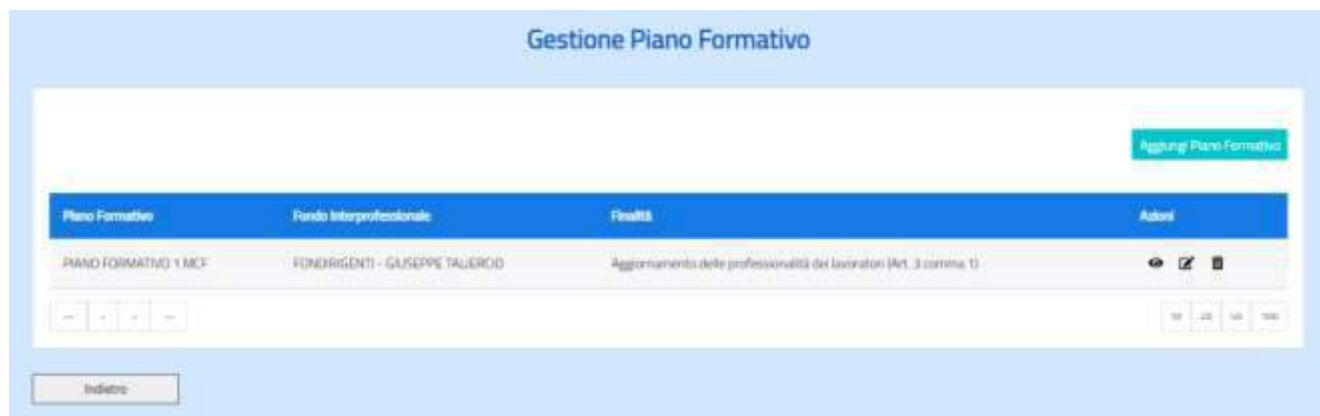 Gestione Piano Formativo
Aggiungi Piano Formativo
Piano Formativo Fondo Interprofessionale Finalità Azioni
PIANO FORMATIVO 1 MCF FONDIRIGENTI - GIUSEPPE TALIERCIO Aggiornamento delle professionalità dei lavoratori (Art. 3 comma 1)
Indietro